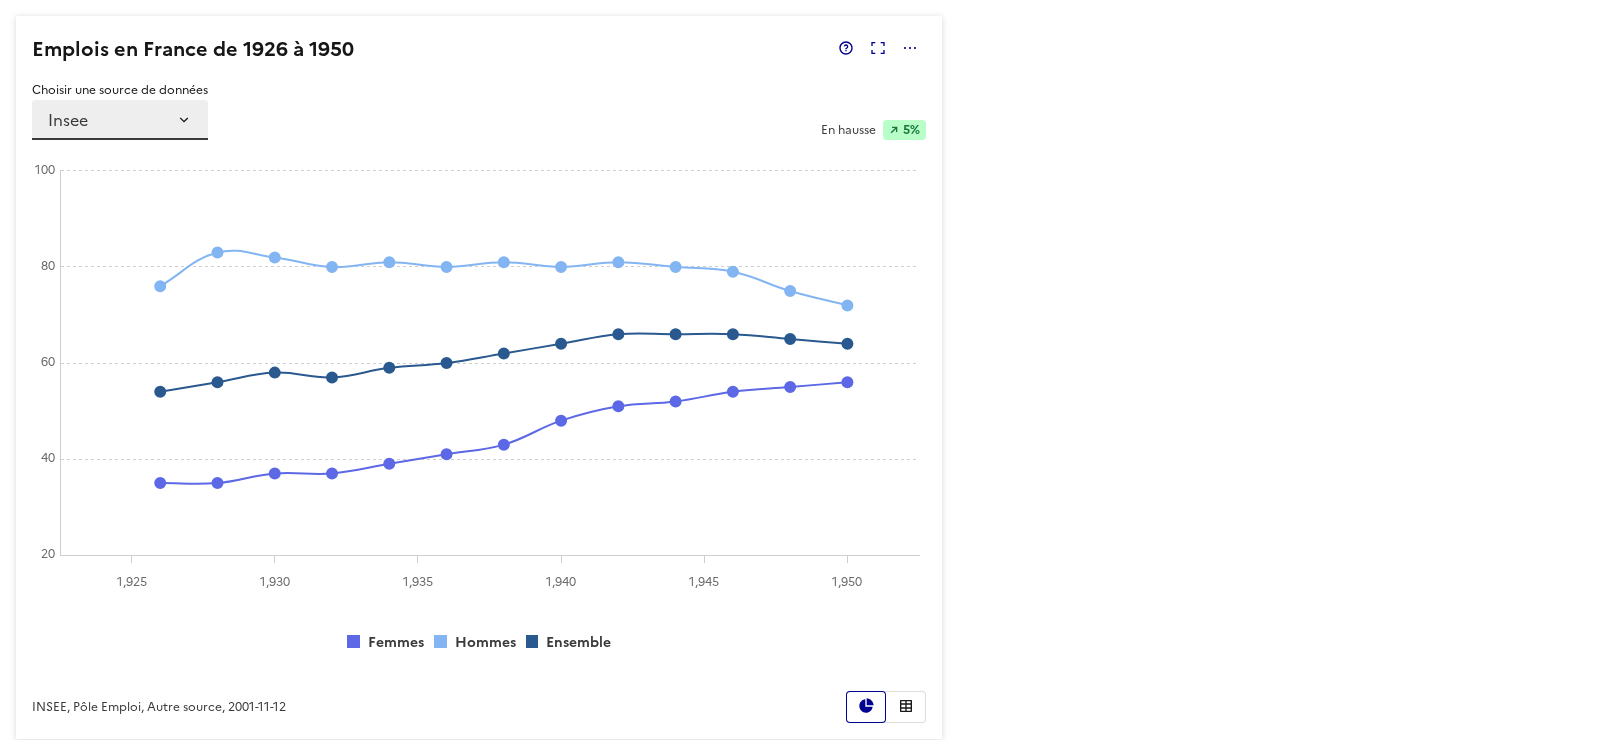 Emplois en France de 1926 à 1950
Choisir une source de données
Insee
En hausse 5%
100
80
60
40
20
1,925 1,930 1,935 1,940 1,945 1,950
Femmes Hommes Ensemble
INSEE, Pôle Emploi, Autre source, 2001-11-12